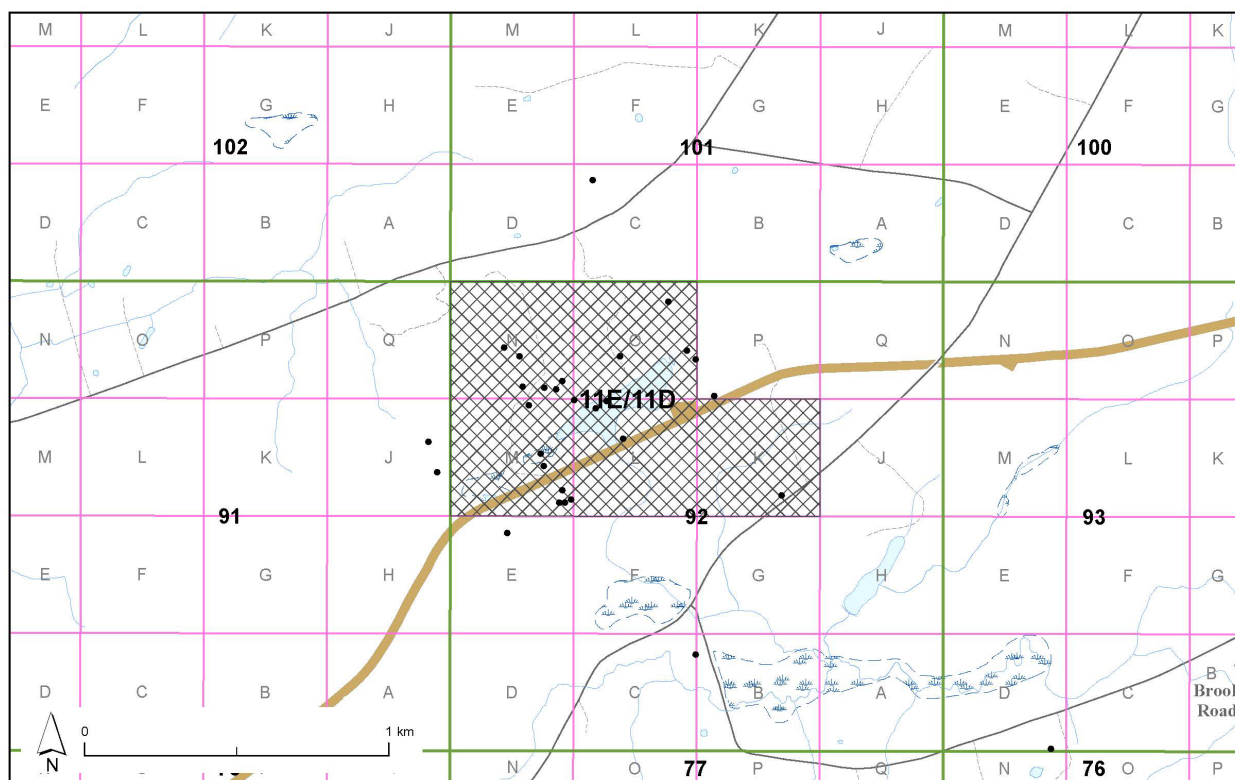 M L K J M L K J M L K
E F G H E F G H E F G
102 101 100
D C B A D C B A D C B
N O P Q N O P Q N O P
11E/11D
M L K J M L K J M L K
91 92 93
E F G H E F G H E F G
D C B A D C B A D C B
Brook
Road
0 1 km
N
77 76
N O P Q N O P